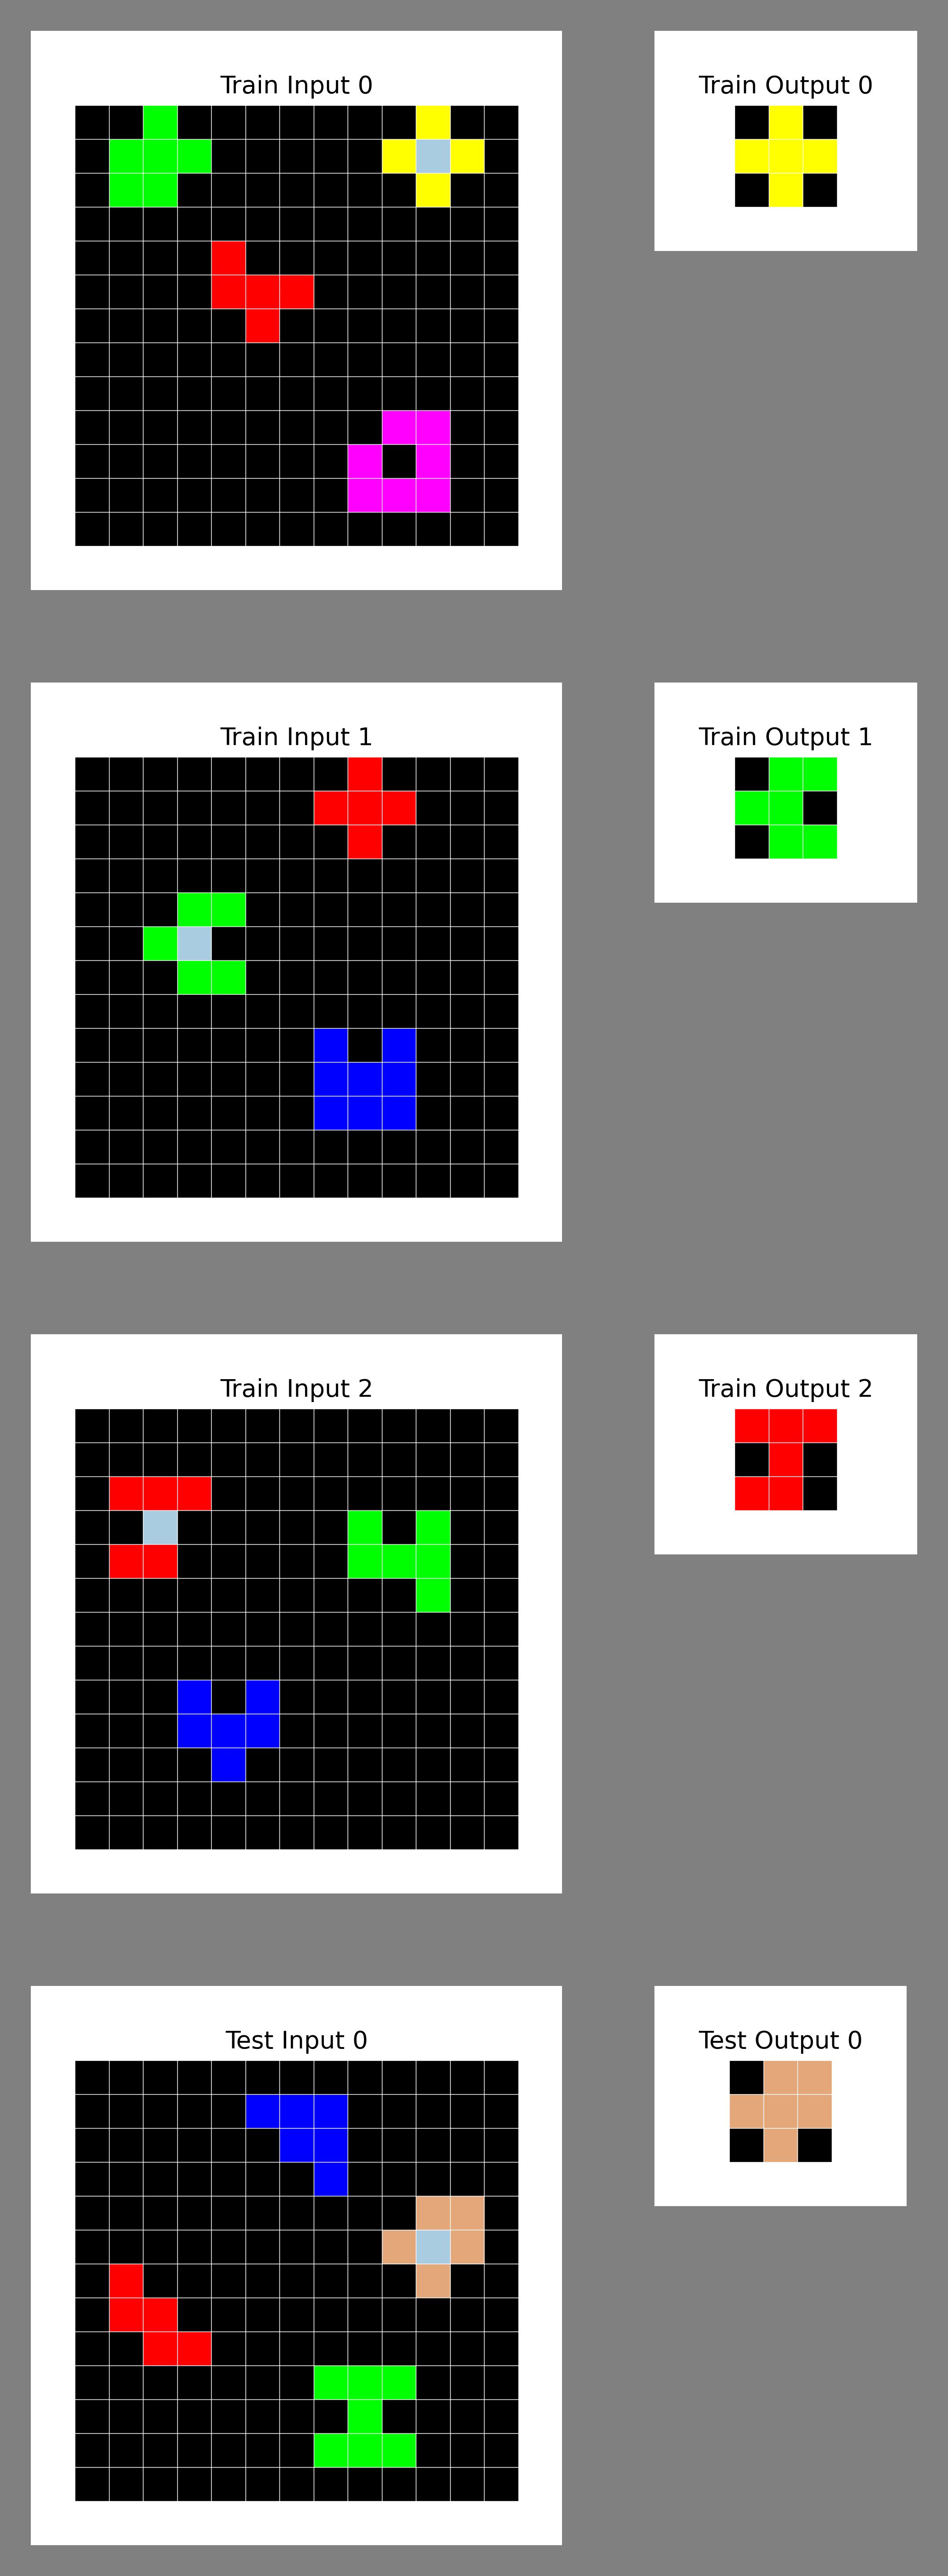 Train Input 0
Train Output 0
Train Input 1
Train Output 1
Train Input 2
Train Output 2
Test Input 0
Test Output 0